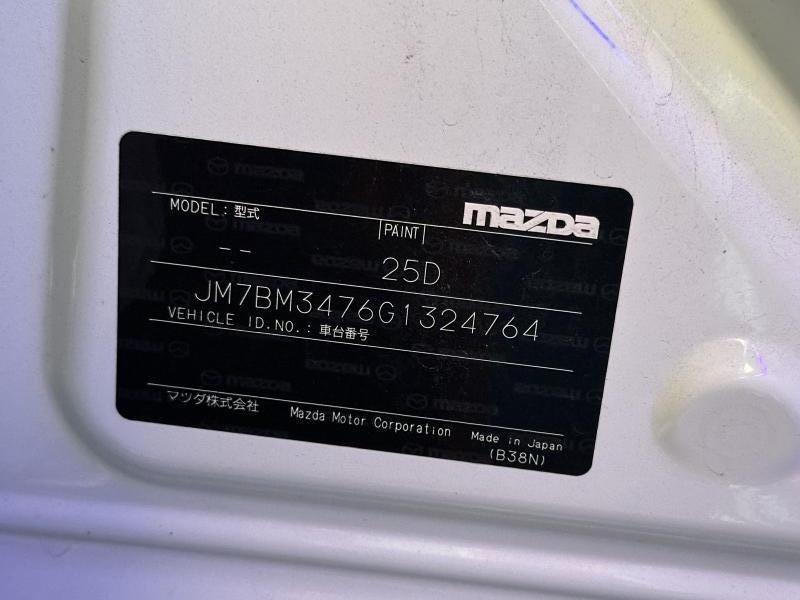 mazda
MODEL: 型式
PAINT
--
25D
JM7BM3476G1324764
VEHICLE ID.NO.: 車台番号
マツダ株式会社 Mazda Motor Corporation Made in Japan
(B38N)